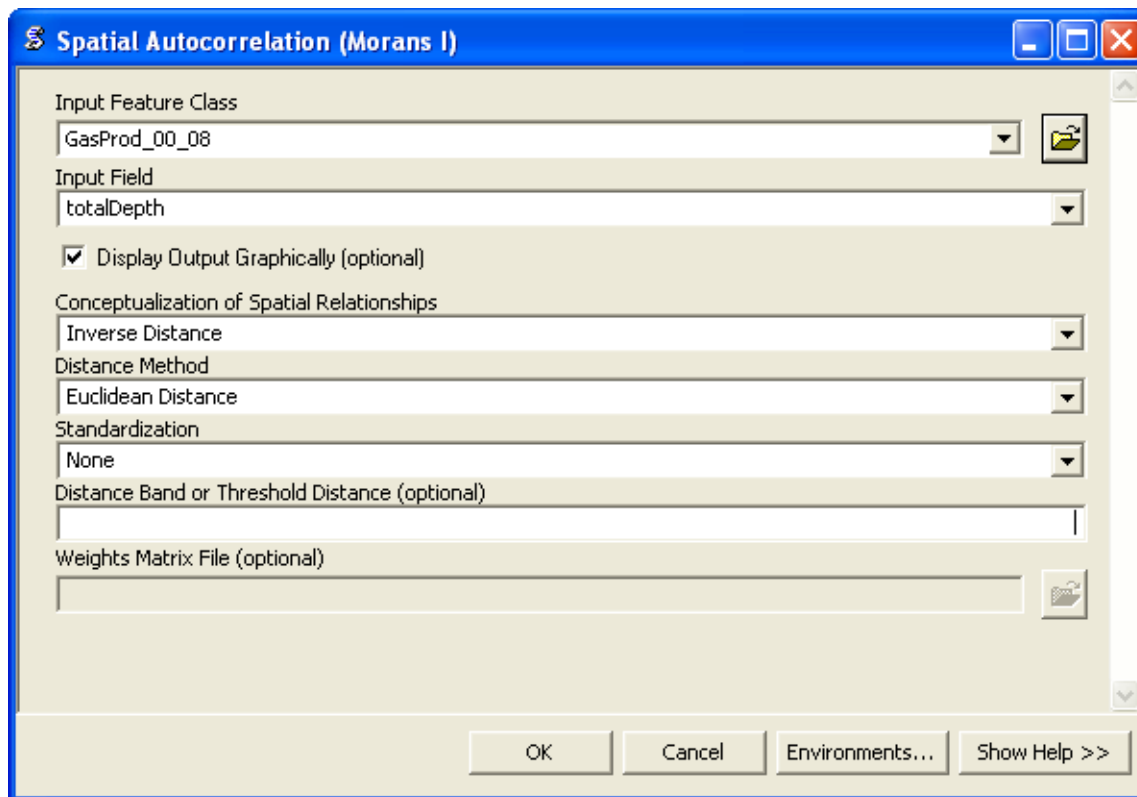 Spatial Autocorrelation (Morans I)
Input Feature Class
GasProd_00_08
Input Field
totalDepth
Display Output Graphically (optional)
Conceptualization of Spatial Relationships
Inverse Distance
Distance Method
Euclidean Distance
Standardization
None
Distance Band or Threshold Distance (optional)
Weights Matrix File (optional)
OK Cancel Environments... Show Help >>